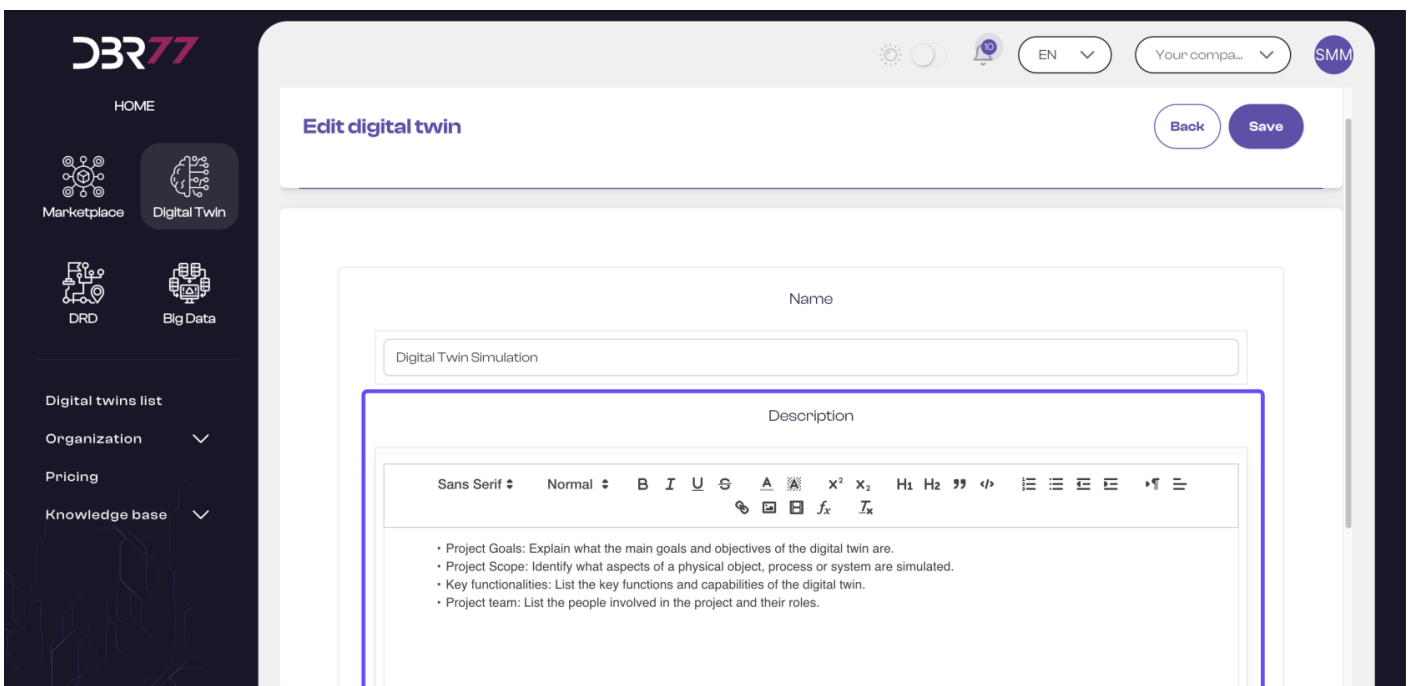 DBR77
HOME
Marketplace
Digital Twin
DRD
Big Data
Digital twins list
Organization
Pricing
Knowledge base
10
EN
Your compa...
SMM
Edit digital twin
Back
Save
Name
Digital Twin Simulation
Description
Sans Serif Normal B I U S A A X² X₂ H1 H2 ” </> ¶
fx Tx
• Project Goals: Explain what the main goals and objectives of the digital twin are.
• Project Scope: Identify what aspects of a physical object, process or system are simulated.
• Key functionalities: List the key functions and capabilities of the digital twin.
• Project team: List the people involved in the project and their roles.